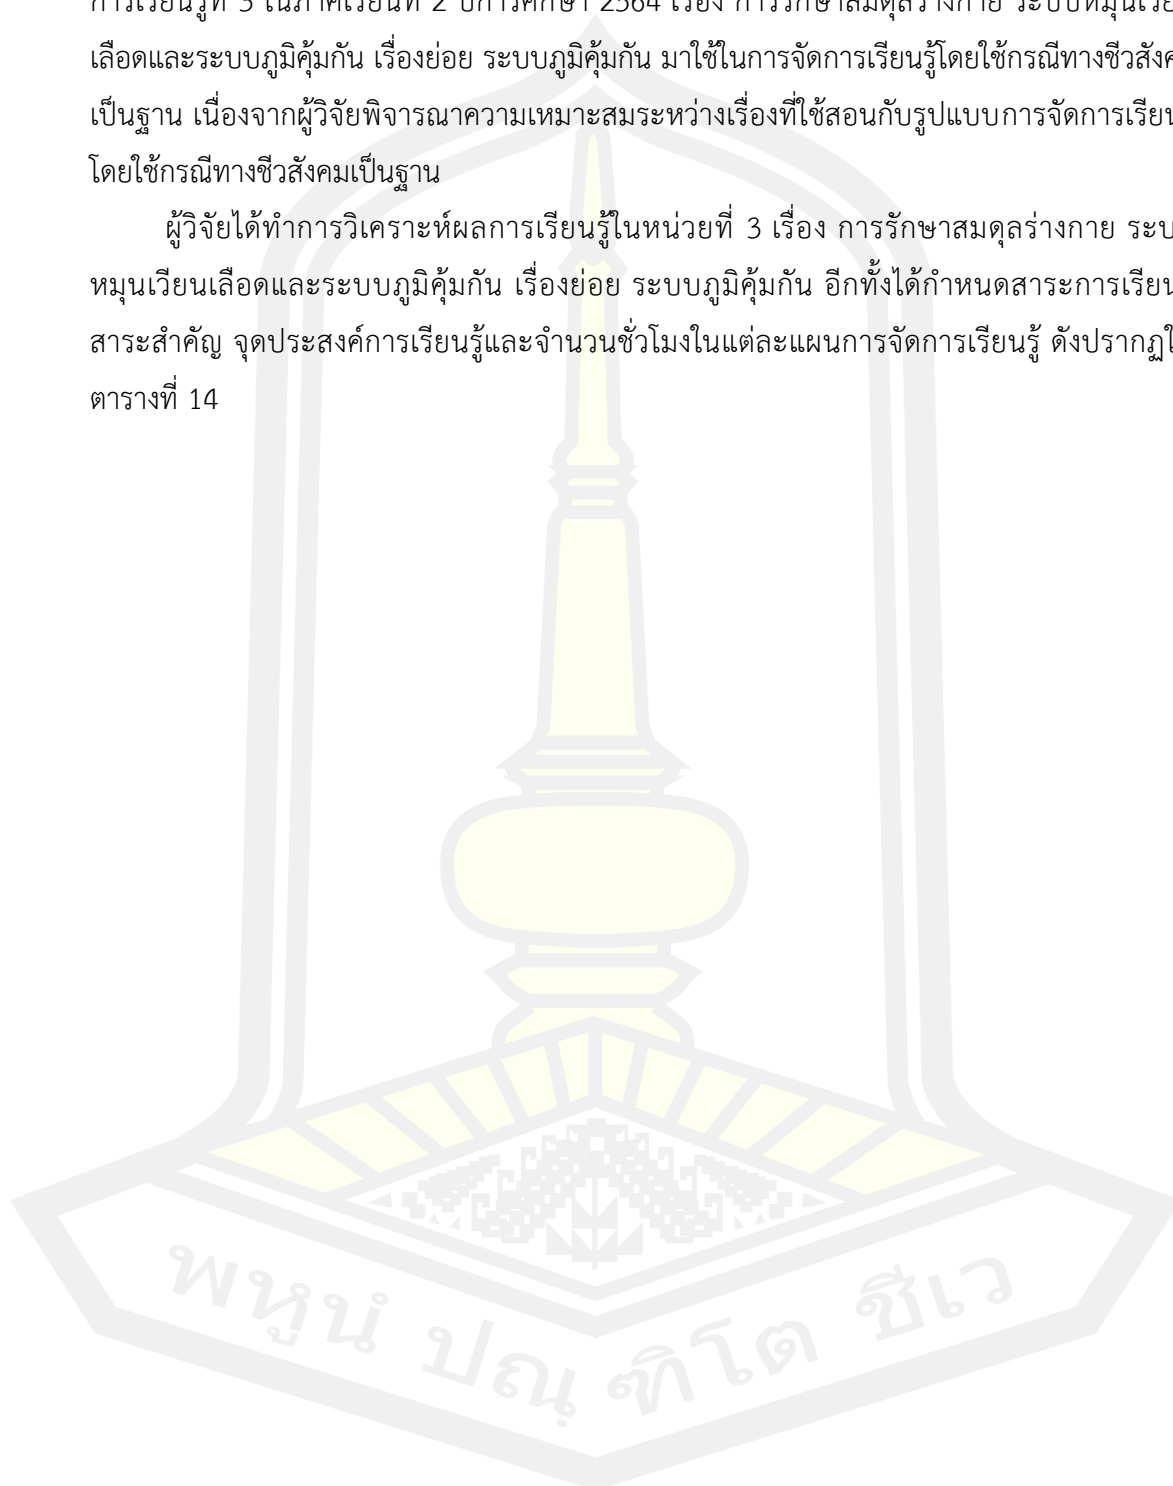 การเรียนรู้ที่ 3 ในภาคเรียนที่ 2 ปีการศึกษา 2564 เรื่อง การรักษาสมดุลร่างกาย ระบบหมุนเวีย
เลือดและระบบภูมิคุ้มกัน เรื่องย่อย ระบบภูมิคุ้มกัน มาใช้ในการจัดการเรียนรู้โดยใช้กรณีทางชีวสังค
เป็นฐาน เนื่องจากผู้วิจัยพิจารณาความเหมาะสมระหว่างเรื่องที่ใช้สอนกับรูปแบบการจัดการเรียน
โดยใช้กรณีทางชีวสังคมเป็นฐาน
ผู้วิจัยได้ทำการวิเคราะห์ผลการเรียนรู้ในหน่วยที่ 3 เรื่อง การรักษาสมดุลร่างกาย ระบ
หมุนเวียนเลือดและระบบภูมิคุ้มกัน เรื่องย่อย ระบบภูมิคุ้มกัน อีกทั้งได้กำหนดสาระการเรียน
สาระสำคัญ จุดประสงค์การเรียนรู้และจำนวนชั่วโมงในแต่ละแผนการจัดการเรียนรู้ ดังปรากฏใ
ตารางที่ 14
พหูนํ ปณฺฑิโต ชีเว